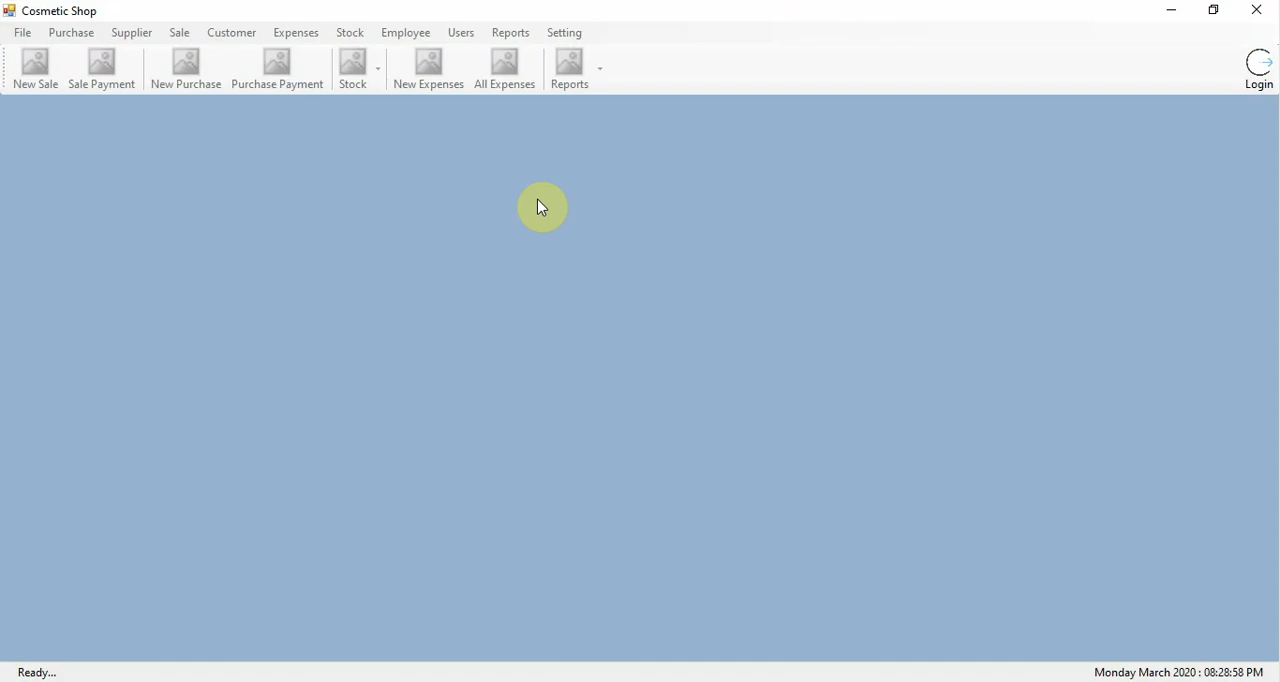 Cosmetic Shop
File Purchase Supplier Sale Customer Expenses Stock Employee Users Reports Setting
New Sale Sale Payment New Purchase Purchase Payment Stock New Expenses All Expenses Reports Login
Ready... Monday March 2020 : 08:28:58 PM